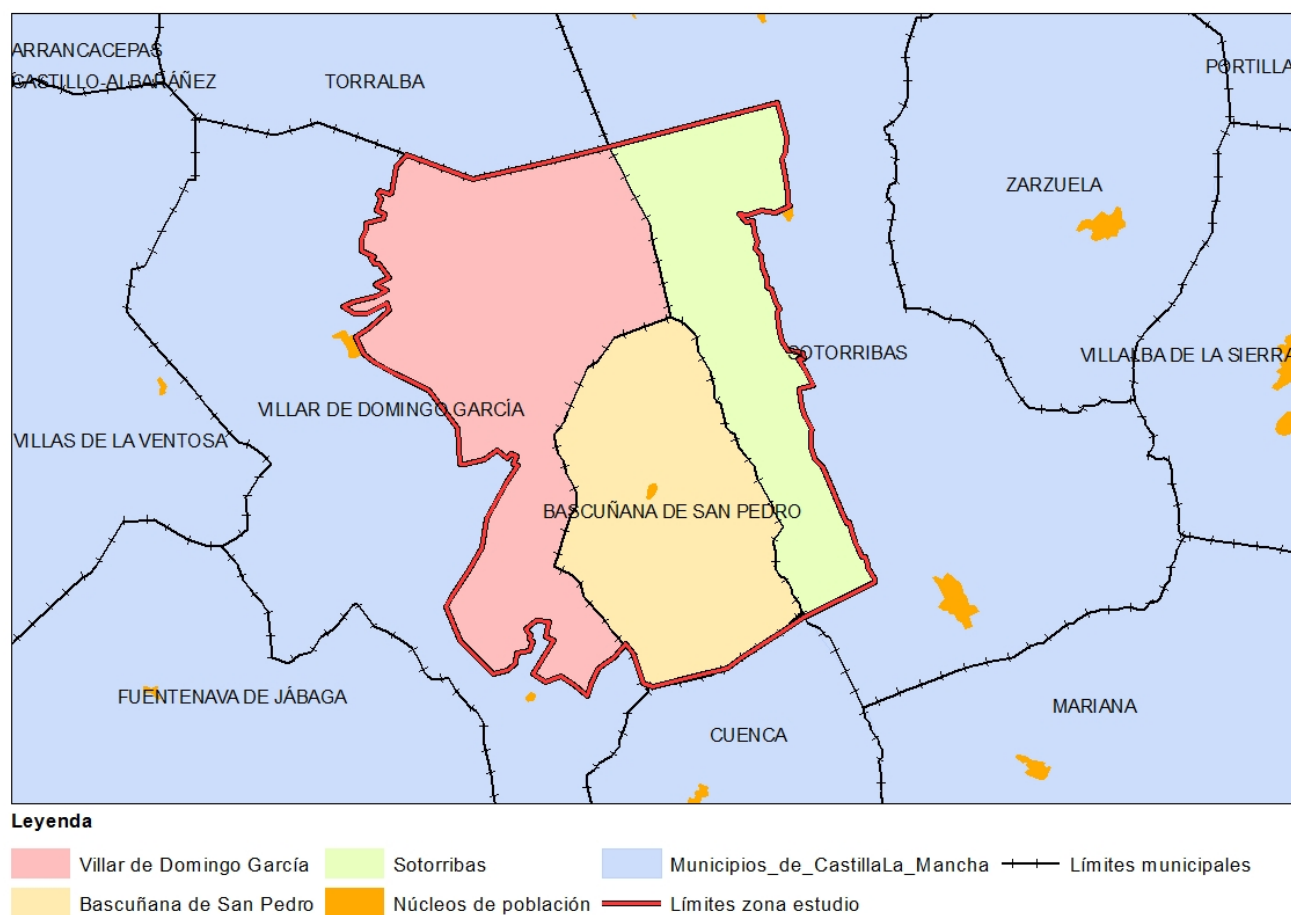 ARRANCACEPAS
CASTILLO-ALBARÁÑEZ
TORRALBA
PORTILLA
ZARZUELA
SOTORRIBAS
VILLALBA DE LA SIERRA
VILLAR DE DOMINGO GARCÍA
VILLAS DE LA VENTOSA
BASCUÑANA DE SAN PEDRO
FUENTENAVA DE JÁBAGA
MARIANA
CUENCA
Leyenda
Villar de Domingo García
Sotorribas
Municipios_de_CastillaLa_Mancha
Límites municipales
Bascuñana de San Pedro
Núcleos de población
Límites zona estudio